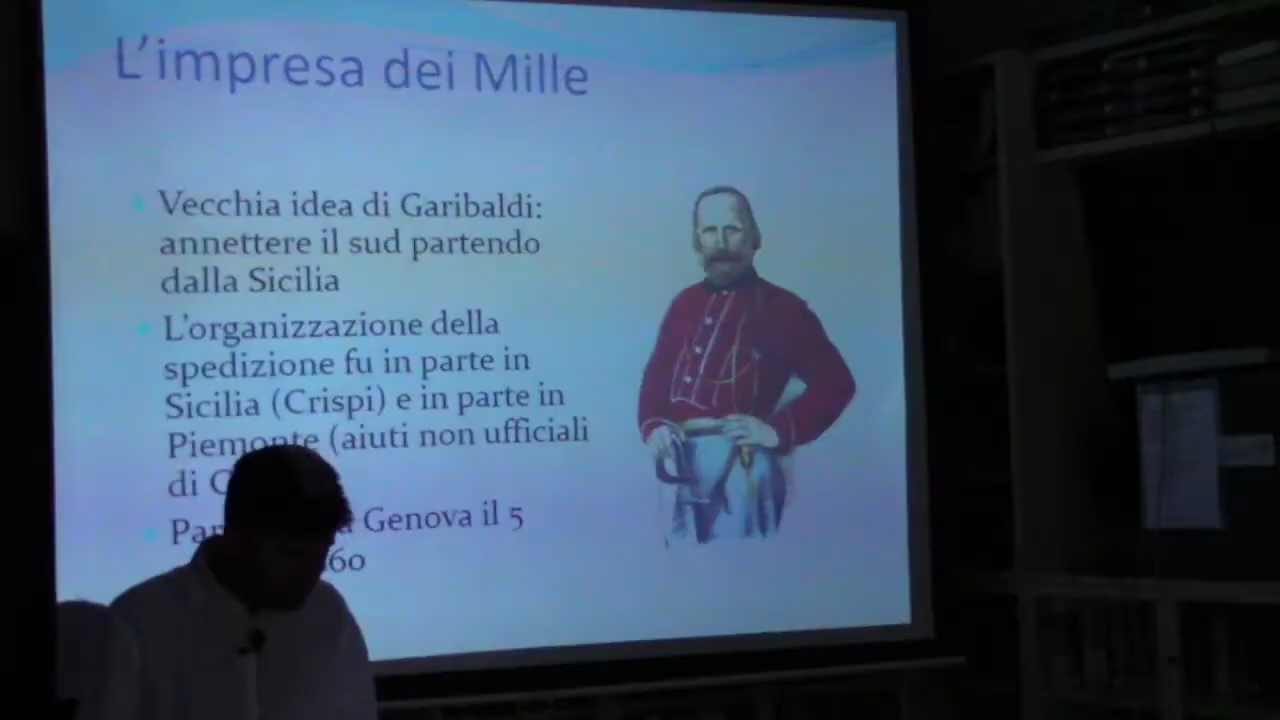 L'impresa dei Mille
Vecchia idea di Garibaldi:
annettere il sud partendo
dalla Sicilia
L'organizzazione della
spedizione fu in parte in
Sicilia (Crispi) e in parte in
Piemonte (aiuti non ufficiali
di
Genova il 5
60